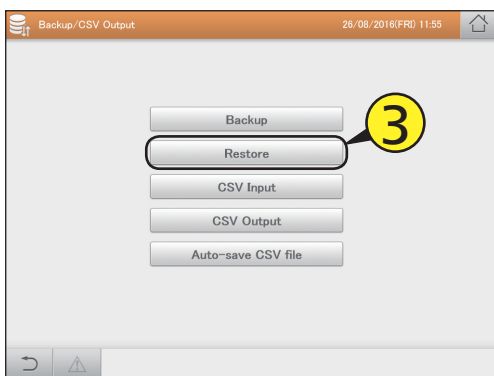 Backup/CSV Output 26/08/2016(FRI) 11:55
Backup
Restore
3
CSV Input
CSV Output
Auto-save CSV file